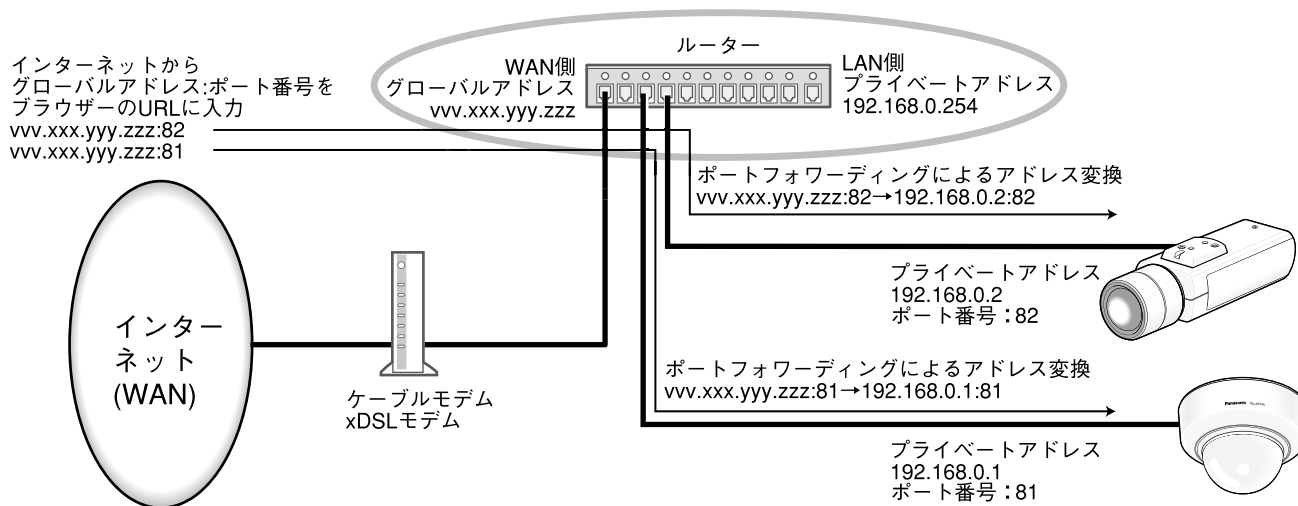 インターネットから
グローバルアドレス:ポート番号を
ブラウザーのURLに入力
vvv.xxx.yyy.zzz:82
vvv.xxx.yyy.zzz:81
ルーター
WAN側
グローバルアドレス
vvv.xxx.yyy.zzz
LAN側
プライベートアドレス
192.168.0.254
ポートフォワーディングによるアドレス変換
vvv.xxx.yyy.zzz:82→192.168.0.2:82
プライベートアドレス
192.168.0.2
ポート番号:82
インター
ネット
(WAN)
ケーブルモデム
xDSLモデム
ポートフォワーディングによるアドレス変換
vvv.xxx.yyy.zzz:81→192.168.0.1:81
Panasonic
プライベートアドレス
192.168.0.1
ポート番号:81